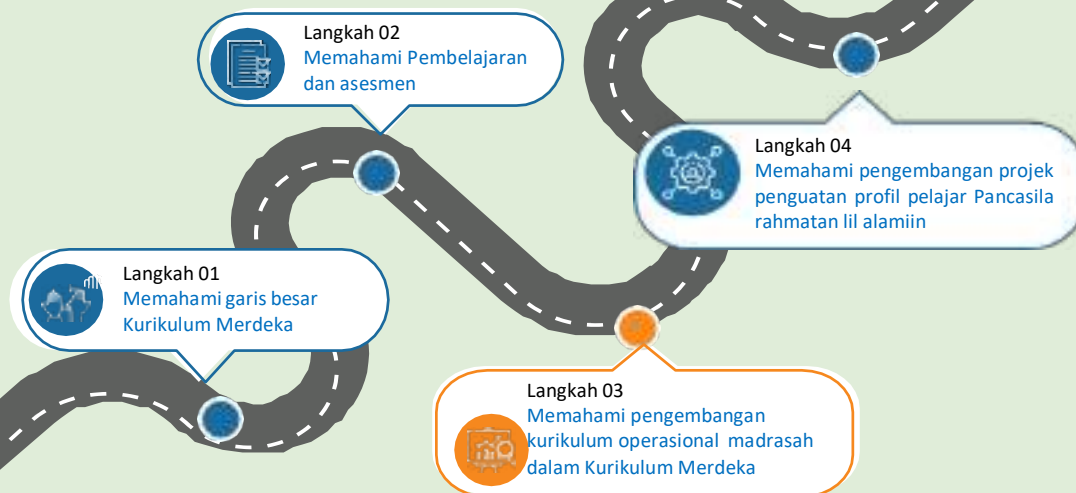 Langkah 01
Memahami garis besar
Kurikulum Merdeka
Langkah 02
Memahami Pembelajaran
dan asesmen
Langkah 03
Memahami pengembangan
kurikulum operasional madrasah
dalam Kurikulum Merdeka
Langkah 04
Memahami pengembangan projek
penguatan profil pelajar Pancasila
rahmatan lil alamiin